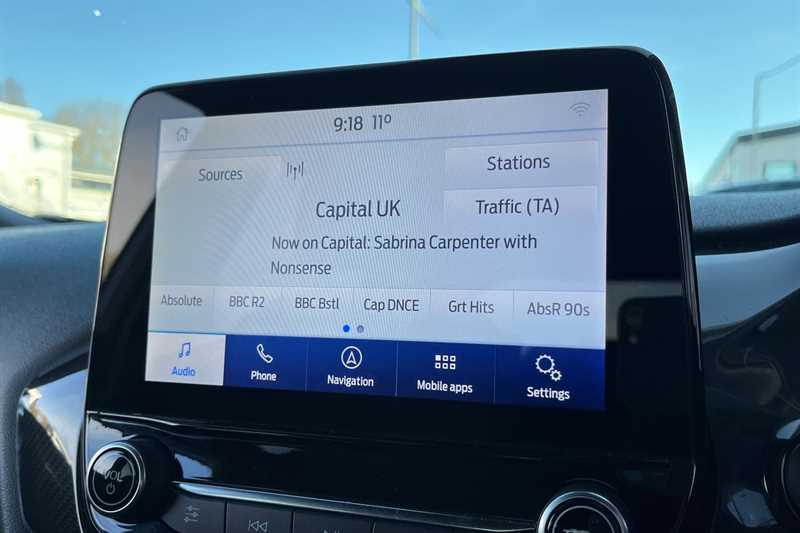 9:18 11°
Sources
Stations
Capital UK
Traffic (TA)
Now on Capital: Sabrina Carpenter with
Nonsense
Absolute BBC R2 BBC Bstl Cap DNCE Grt Hits AbsR 90s
Audio Phone Navigation Mobile apps Settings
VOL